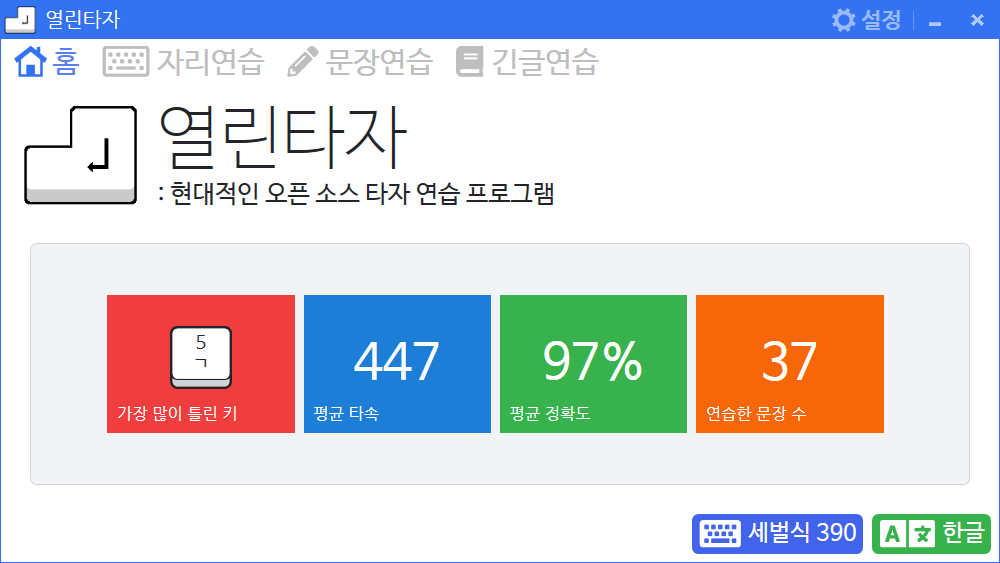 열린타자
설정
홈 자리연습 문장연습 긴글연습
열린타자
: 현대적인 오픈 소스 타자 연습 프로그램
5
ㄱ
가장 많이 틀린 키
447
평균 타속
97%
평균 정확도
37
연습한 문장 수
세벌식 390
A 文 한글